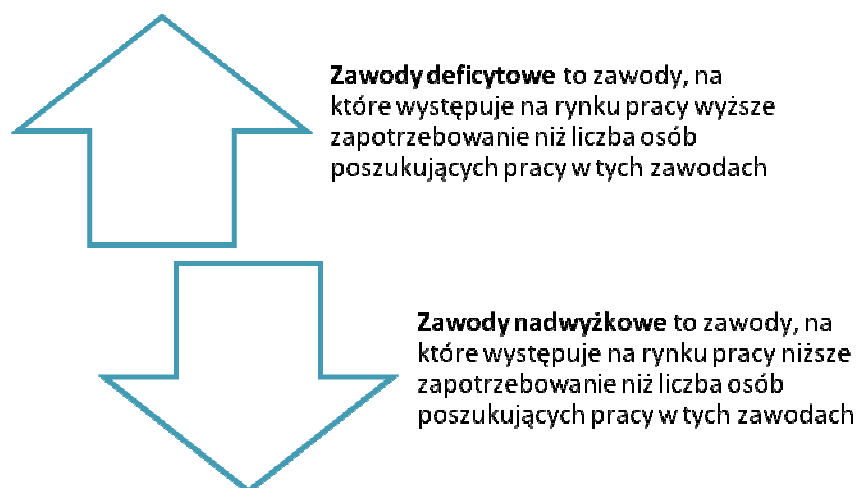 Zawody deficytowe to zawody, na
które występuje na rynku pracy wyższe
zapotrzebowanie niż liczba osób
poszukujących pracy w tych zawodach
Zawody nadwyżkowe to zawody, na
które występuje na rynku pracy niższe
zapotrzebowanie niż liczba osób
poszukujących pracy w tych zawodach